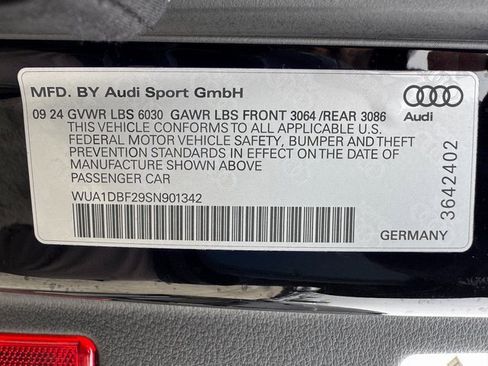 MFD. BY Audi Sport GmbH
09 24 GVWR LBS 6030 GAWR LBS FRONT 3064 /REAR 3086
THIS VEHICLE CONFORMS TO ALL APPLICABLE U.S.
FEDERAL MOTOR VEHICLE SAFETY, BUMPER AND THEFT
PREVENTION STANDARDS IN EFFECT ON THE DATE OF
MANUFACTURE SHOWN ABOVE
PASSENGER CAR
WUA1DBF29SN901342
GERMANY
3642402